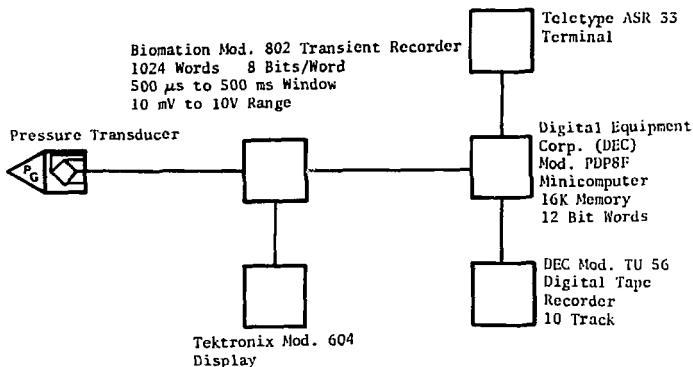 Teletype ASR 33
Terminal
Biomation Mod. 802 Transient Recorder
1024 Words 8 Bits/Word
500 μs to 500 ms Window
10 mV to 10V Range
Pressure Transducer
PG
Digital Equipment
Corp. (DEC)
Mod. PDP8F
Minicomputer
16K Memory
12 Bit Words
DEC Mod. TU 56
Digital Tape
Recorder
10 Track
Tektronix Mod. 604
Display